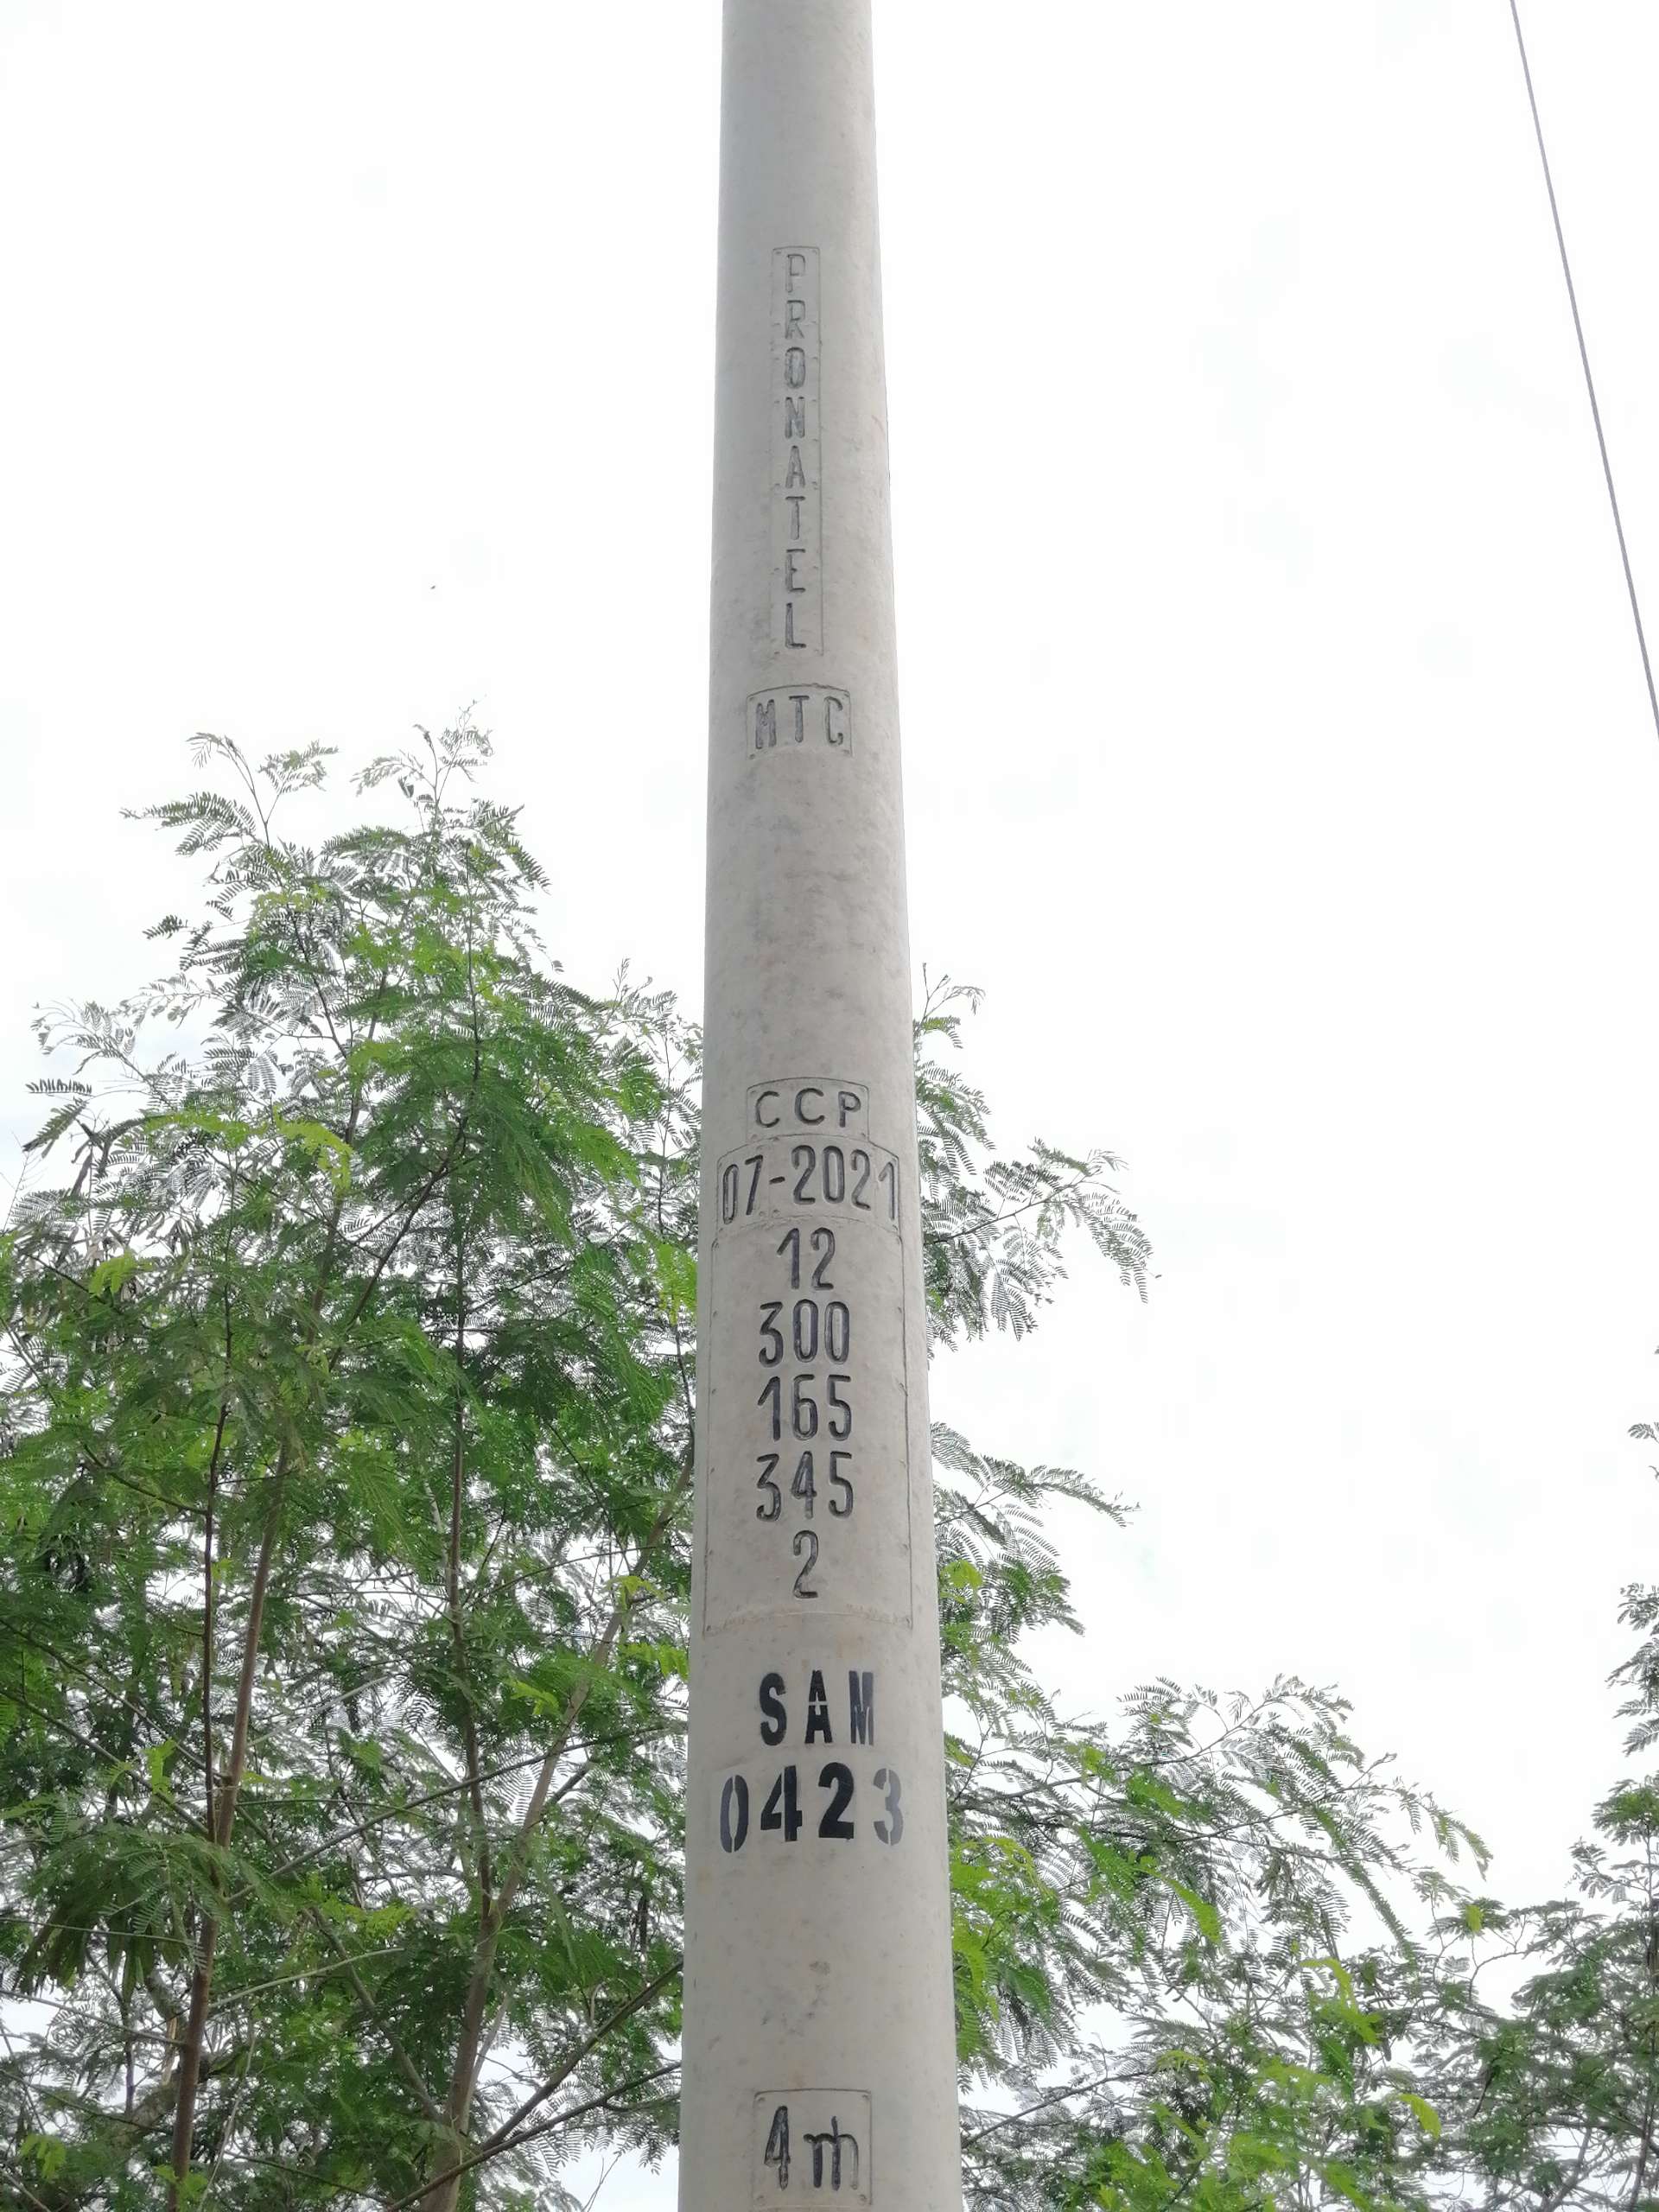 PRONATEL
MTC
CCP
07-2021
12
300
165
345
2
SAM
0423
4m